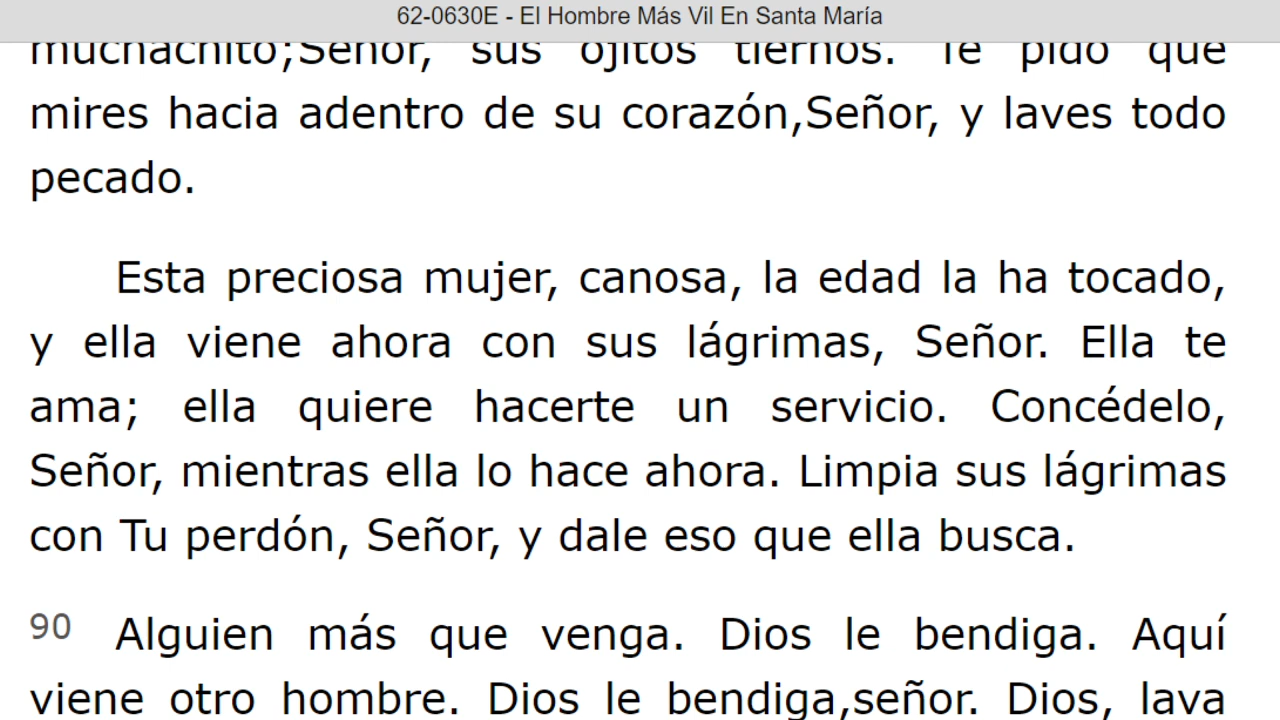 62-0630E - El Hombre Más Vil En Santa María
muchachito;Señor, sus ojitos tiernos. Te pido que
mires hacia adentro de su corazón,Señor, y laves todo
pecado.
Esta preciosa mujer, canosa, la edad la ha tocado,
y ella viene ahora con sus lágrimas, Señor. Ella te
ama; ella quiere hacerte un servicio. Concédelo,
Señor, mientras ella lo hace ahora. Limpia sus lágrimas
con Tu perdón, Señor, y dale eso que ella busca.
90 Alguien más que venga. Dios le bendiga. Aquí
viene otro hombre. Dios le bendiga,señor. Dios, lava